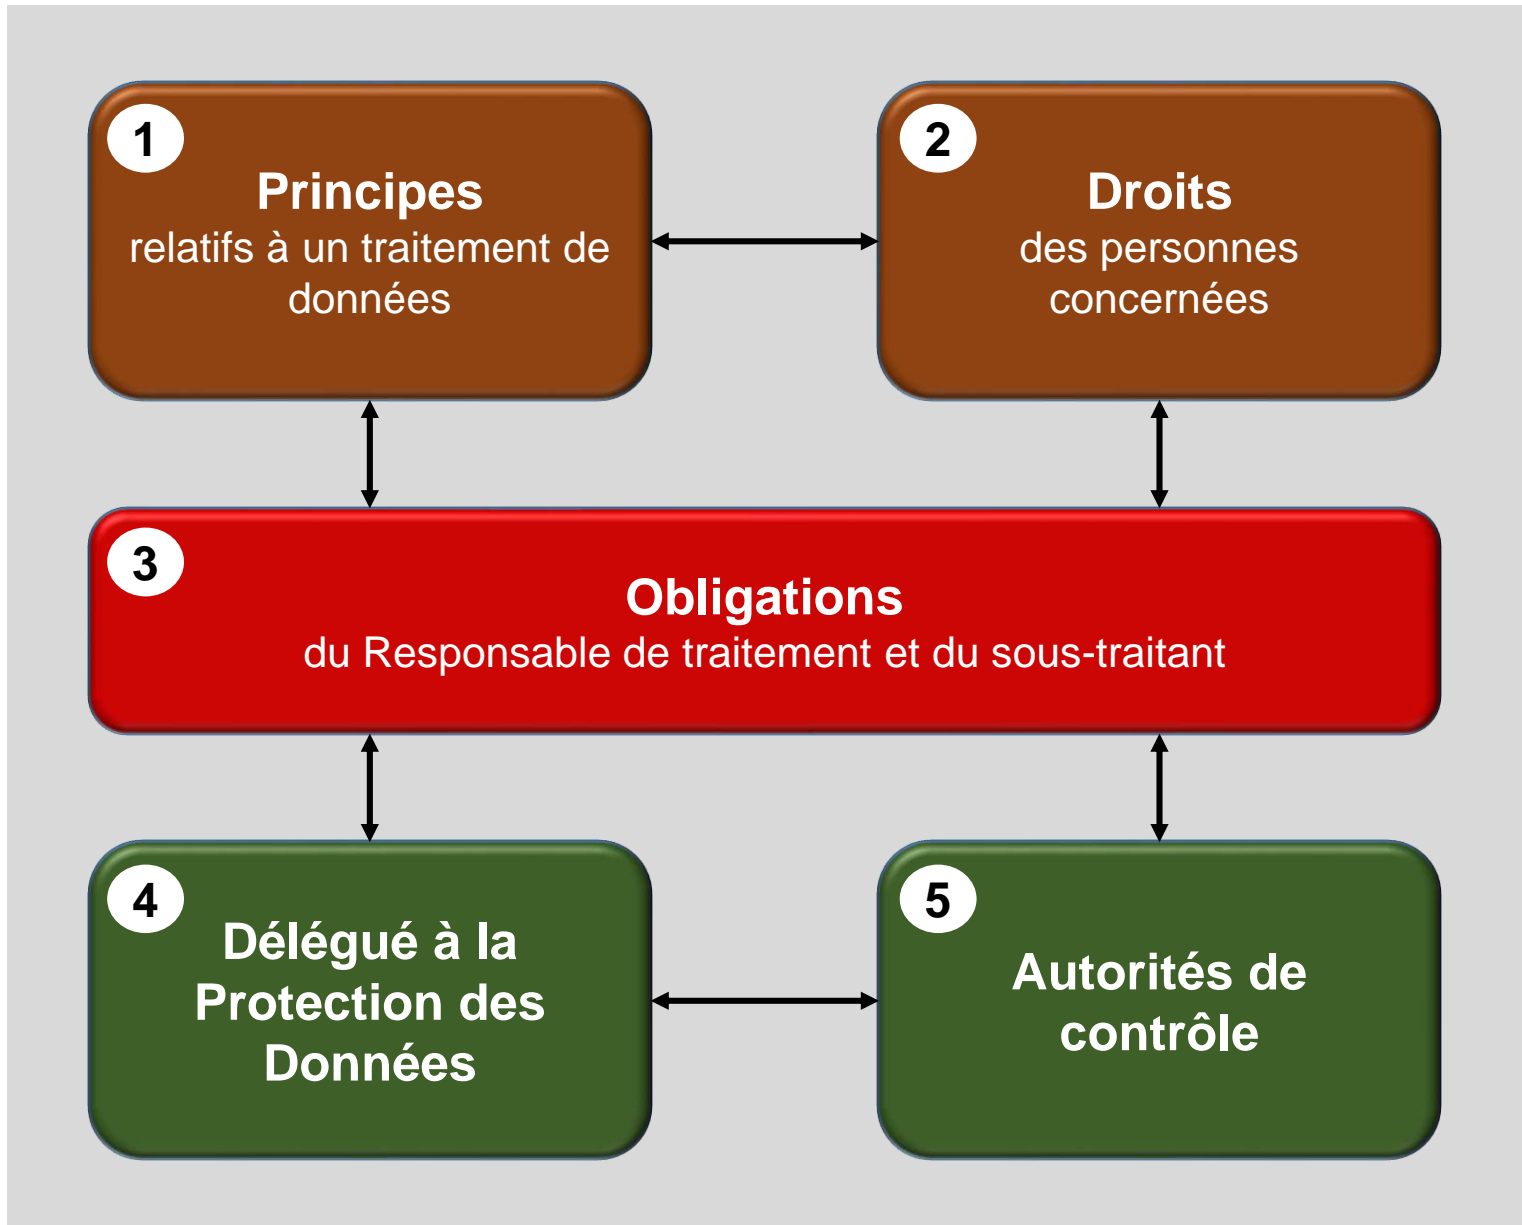 1
Principes
relatifs à un traitement de
données
2
Droits
des personnes
concernées
3
Obligations
du Responsable de traitement et du sous-traitant
4
Délégué à la
Protection des
Données
5
Autorités de
contrôle